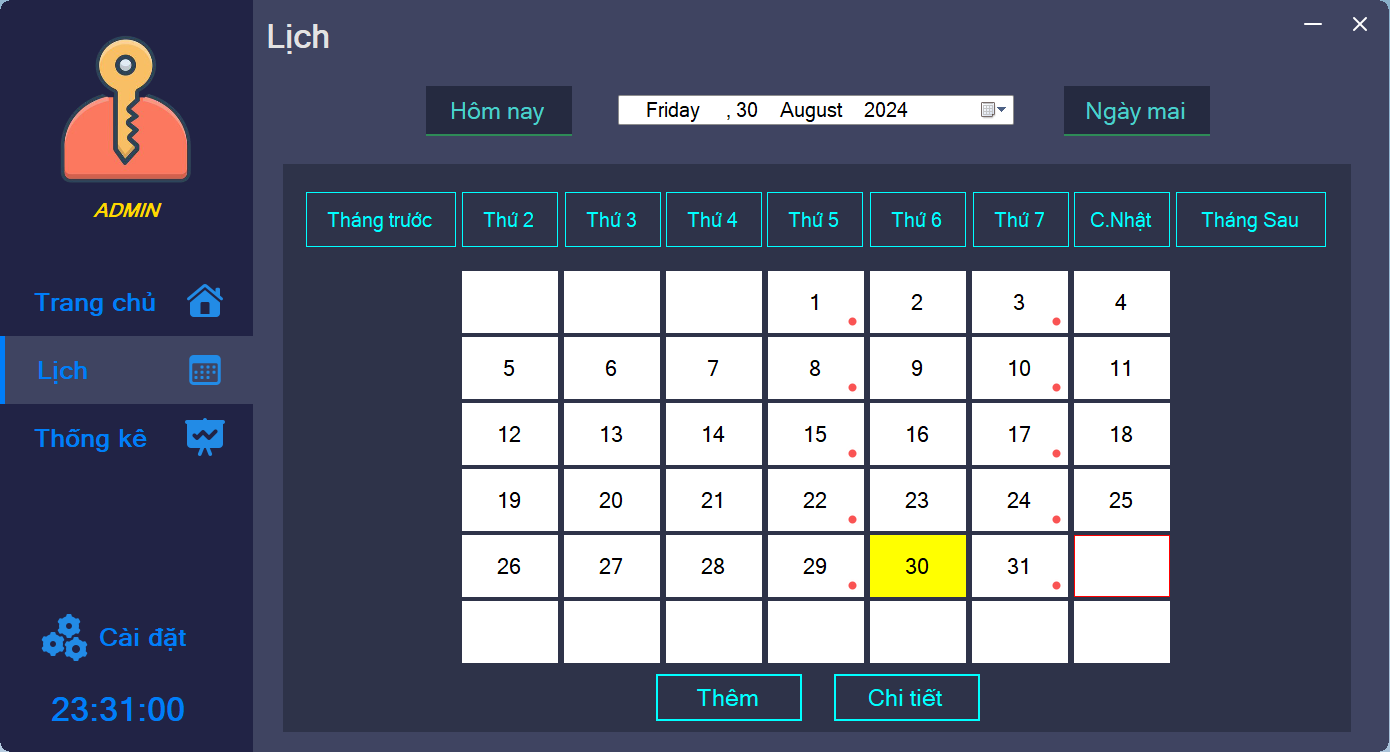 Lịch
ADMIN
Trang chủ
Lịch
Thống kê
Cài đặt
23:31:00
Hôm nay
Friday , 30 August 2024
Ngày mai
Tháng trước Thứ 2 Thứ 3 Thứ 4 Thứ 5 Thứ 6 Thứ 7 C.Nhật Tháng Sau
1 2 3 4
5 6 7 8 9 10 11
12 13 14 15 16 17 18
19 20 21 22 23 24 25
26 27 28 29 30 31
Thêm Chi tiết